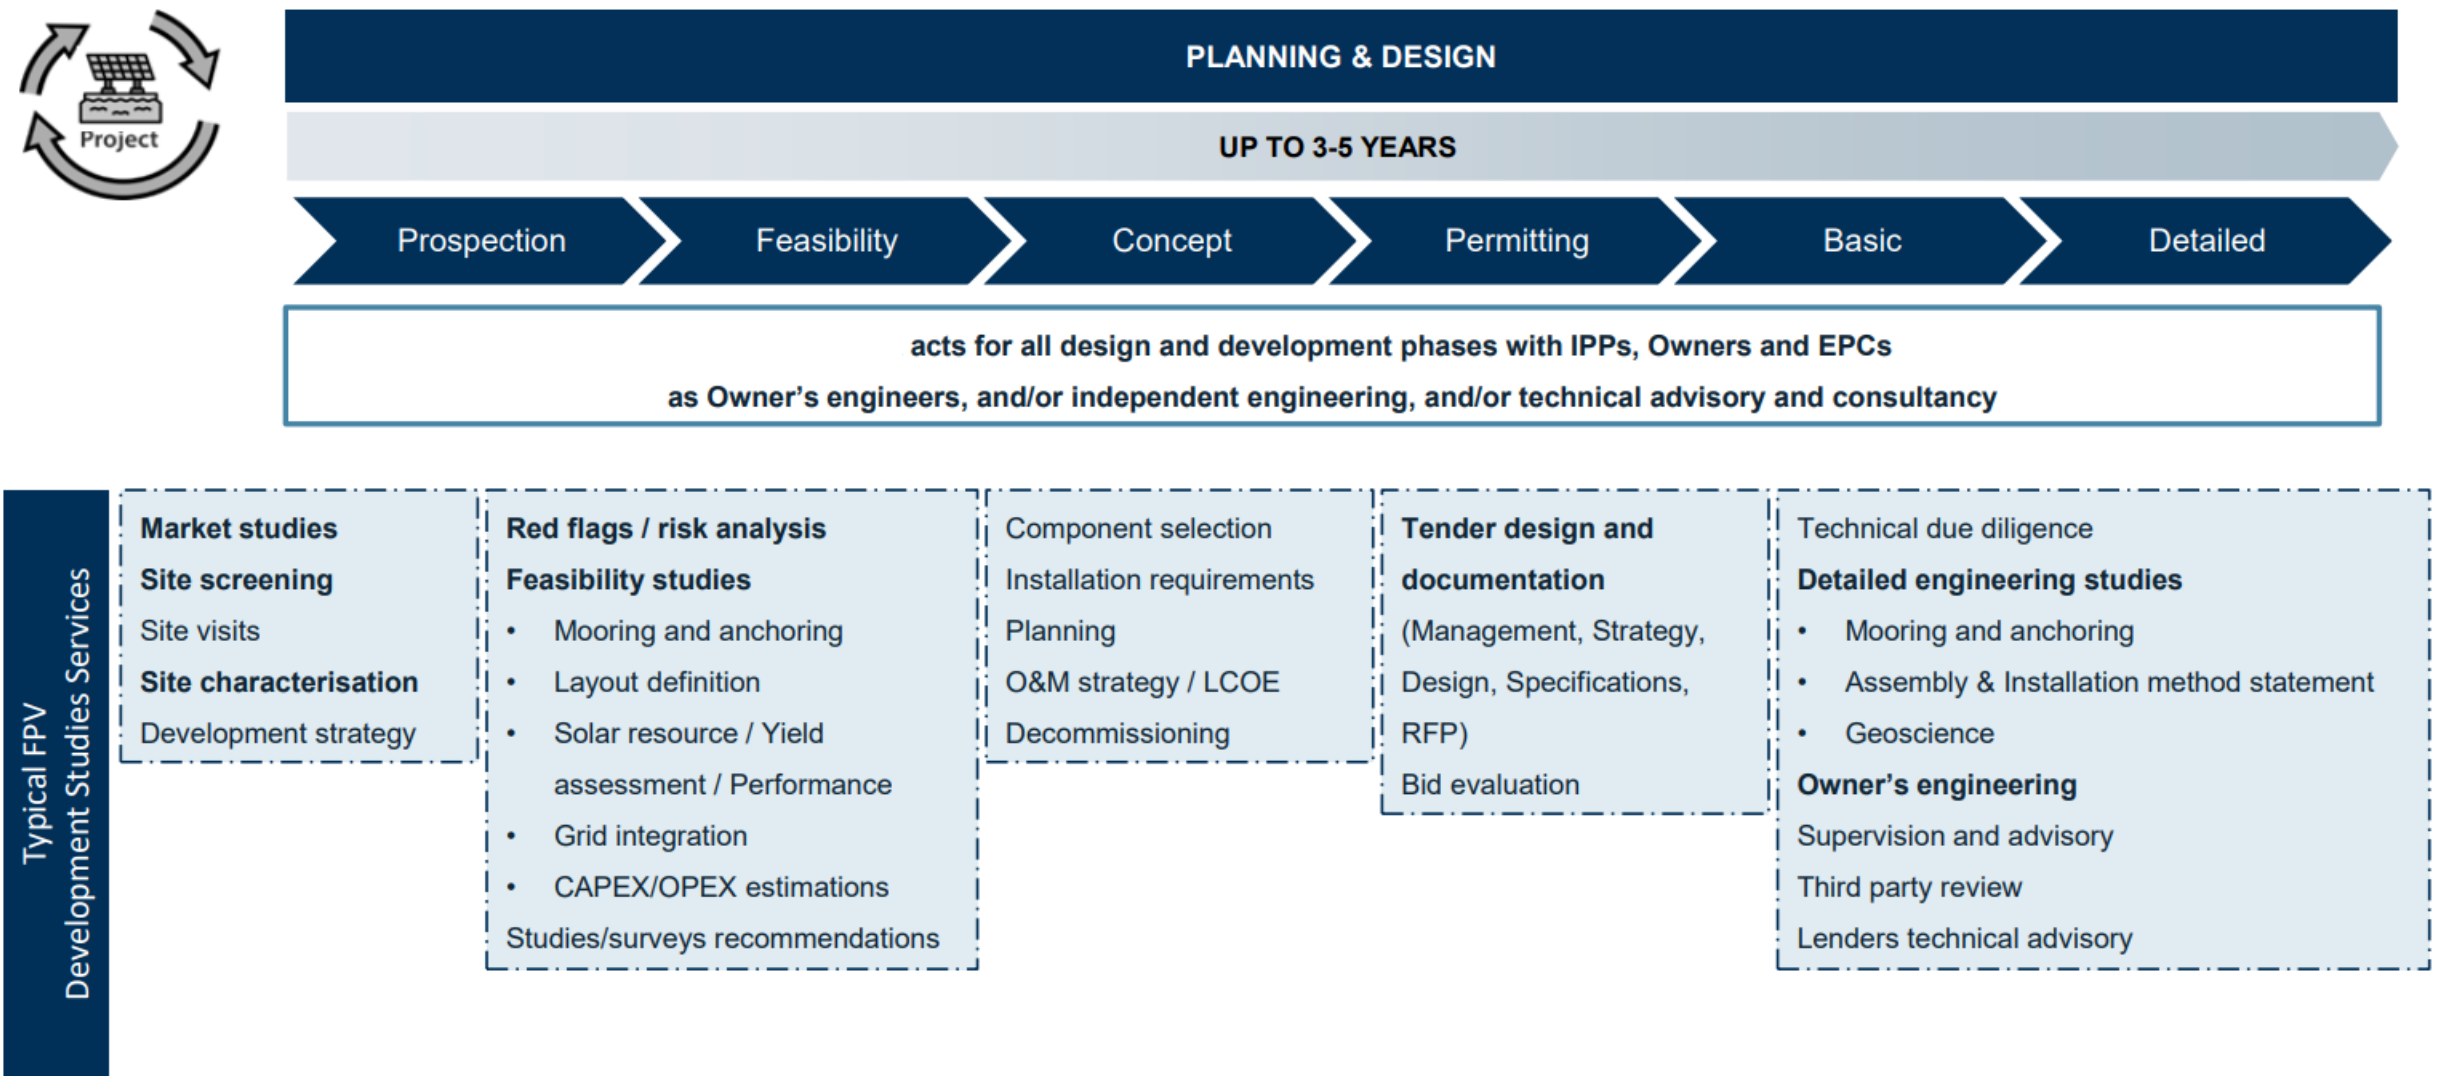 Project
PLANNING & DESIGN
UP TO 3-5 YEARS
Prospection
Feasibility
Concept
Permitting
Basic
Detailed
acts for all design and development phases with IPPs, Owners and EPCs
as Owner’s engineers, and/or independent engineering, and/or technical advisory and consultancy
Typical FPV
Development Studies Services
Market studies
Site screening
Site visits
Site characterisation
Development strategy
Red flags / risk analysis
Feasibility studies
• Mooring and anchoring
• Layout definition
• Solar resource / Yield
assessment / Performance
• Grid integration
• CAPEX/OPEX estimations
Studies/surveys recommendations
Component selection
Installation requirements
Planning
O&M strategy / LCOE
Decommissioning
Tender design and
documentation
(Management, Strategy,
Design, Specifications,
RFP)
Bid evaluation
Technical due diligence
Detailed engineering studies
• Mooring and anchoring
• Assembly & Installation method statement
• Geoscience
Owner’s engineering
Supervision and advisory
Third party review
Lenders technical advisory